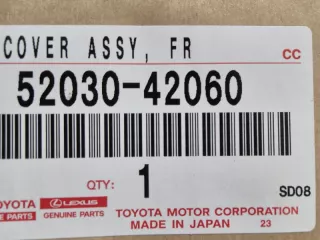 COVER ASSY, FR
CC
52030-42060
QTY: 1
SD08
TOYOTA LEXUS
PARTS GENUINE PARTS
TOYOTA MOTOR CORPORATION
MADE IN JAPAN 23